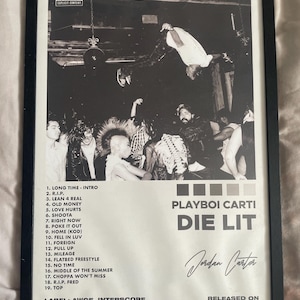 PLAYBOI CARTI
DIE LIT
1. LONG TIME - INTRO
2. R.I.P.
3. LEAN 4 REAL
4. OLD MONEY
5. LOVE HURTS
6. SHOOTA
7. RIGHT NOW
8. POKE IT OUT
9. HOME (KOD)
10. FELL IN LUV
11. FOREIGN
12. PULL UP
13. MILEAGE
14. FLATBED FREESTYLE
15. NO TIME
16. MIDDLE OF THE SUMMER
17. CHOPPA WON'T MISS
18. R.I.P. FRED
19. TOP
Jordan Carter
RELEASED ON